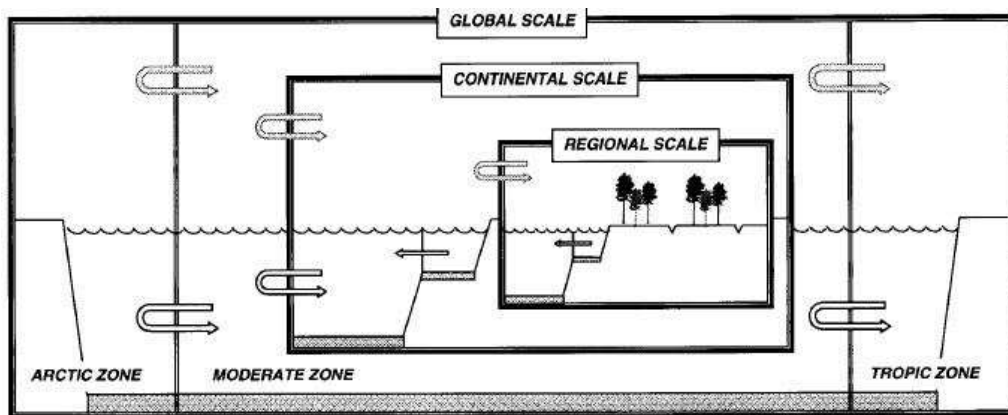 GLOBAL SCALE
CONTINENTAL SCALE
REGIONAL SCALE
ARCTIC ZONE
MODERATE ZONE
TROPIC ZONE